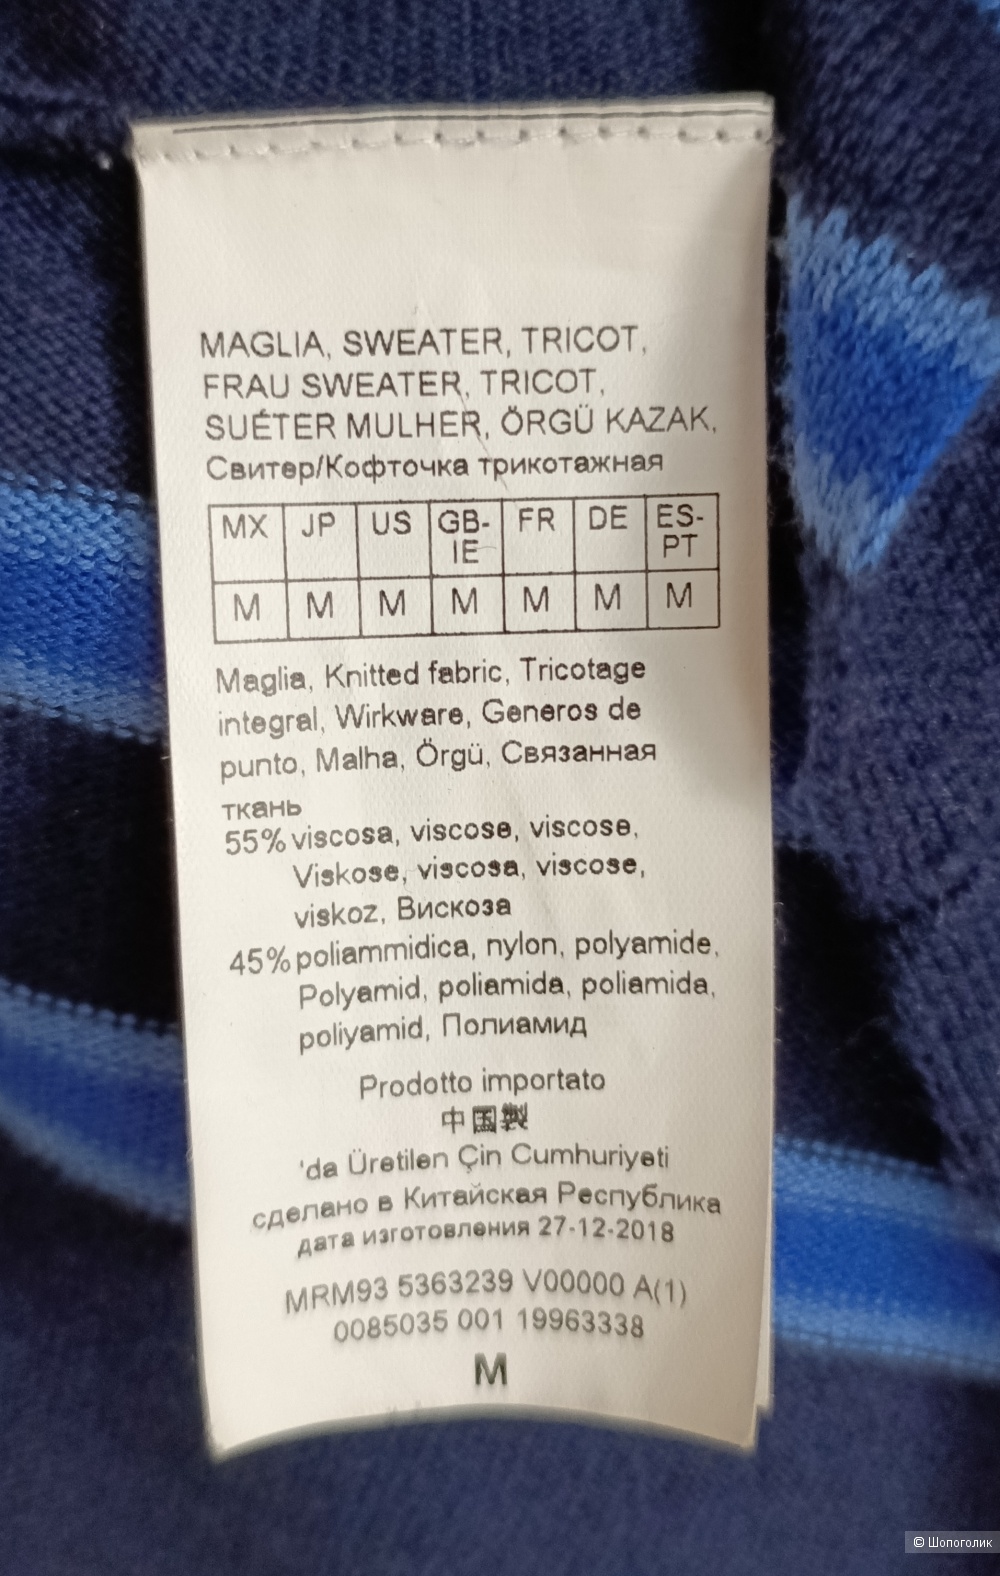 MAGLIA, SWEATER, TRICOT,
FRAU SWEATER, TRICOT,
SUÉTER MULHER, ÖRGÜ KAZAK,
Свитер/Кофточка трикотажная
MX JP US GB-IE FR DE ES-PT
M M M M M M M
Maglia, Knitted fabric, Tricotage
integral, Wirkware, Generos de
punto, Malha, Örgü, Связанная
ткань
55% viscosa, viscose, viscose,
Viskose, viscosa, viscose,
viskoz, Вискоза
45% poliammidica, nylon, polyamide,
Polyamid, poliamida, poliamida,
poliyamid, Полиамид
Prodotto importato
中国製
'da Üretilen Çin Cumhuriyeti
сделано в Китайская Республика
дата изготовления 27-12-2018
MRM93 5363239 V00000 A(1)
0085035 001 19963338
M
© Шопоголик